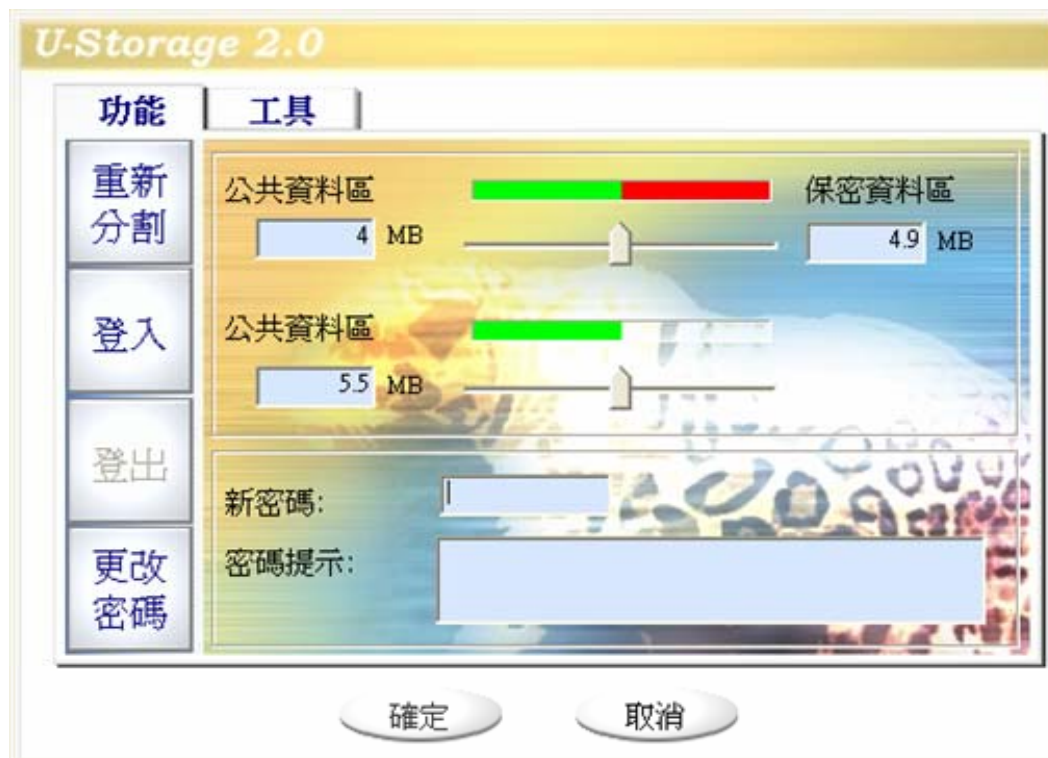 U-Storage 2.0
功能
工具
重新
分割
登入
登出
更改
密碼
公共資料區
保密資料區
4 MB
4.9 MB
公共資料區
5.5 MB
新密碼:
密碼提示:
確定
取消